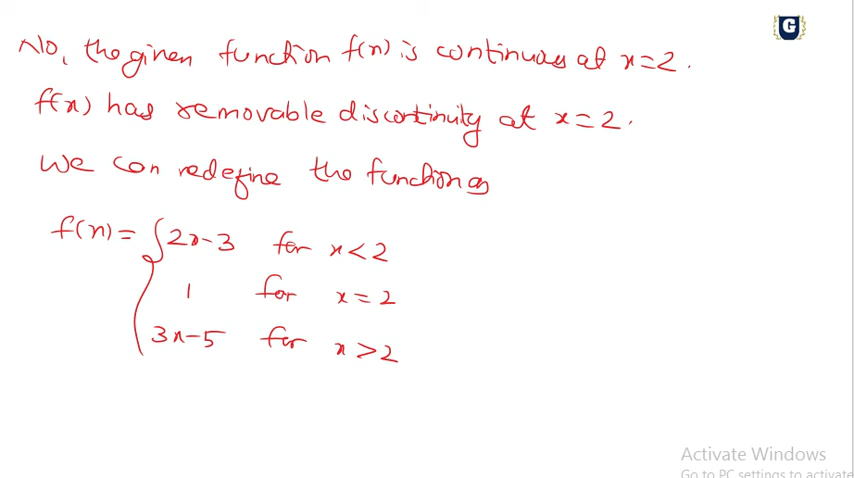 G
No, the given function f(x) is continuous at x=2.
f(x) has removable discontinuity at x=2.
We can redefine the function as
f(x) = { 2x-3 for x<2
1 for x=2
3x-5 for x>2
Activate Windows
Go to PC settings to activate